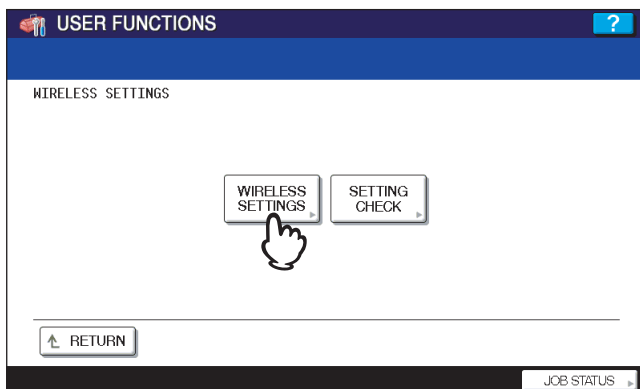 USER FUNCTIONS
?
WIRELESS SETTINGS
WIRELESS
SETTINGS
SETTING
CHECK
RETURN
JOB STATUS